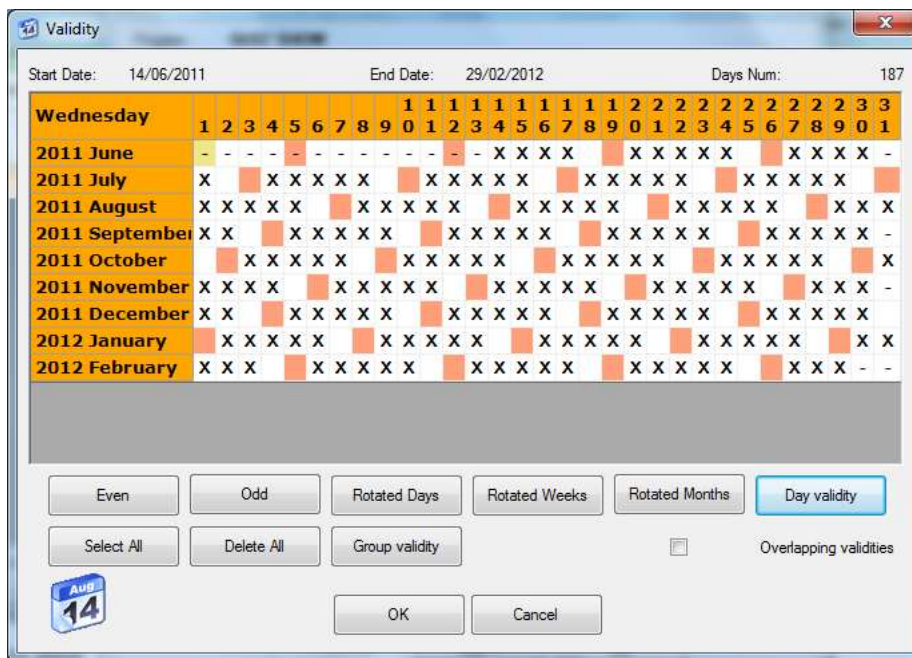 Validity
Start Date: 14/06/2011 End Date: 29/02/2012 Days Num: 187
Wednesday 1 2 3 4 5 6 7 8 9 10 11 12 13 14 15 16 17 18 19 20 21 22 23 24 25 26 27 28 29 30 31
2011 June - - - - - - - - - - - - - X X X X X X X X X X X X X -
2011 July X X X X X X X X X X X X X X X X X X X X X
2011 August X X X X X X X X X X X X X X X X X X X X X X X
2011 September X X X X X X X X X X X X X X X X X X X X X X -
2011 October X X X X X X X X X X X X X X X X X X X X X
2011 November X X X X X X X X X X X X X X X X X X X X X X -
2011 December X X X X X X X X X X X X X X X X X X X X X X
2012 January X X X X X X X X X X X X X X X X X X X X X X
2012 February X X X X X X X X X X X X X X X X X X X X X - -
Even Odd Rotated Days Rotated Weeks Rotated Months Day validity
Select All Delete All Group validity Overlapping validities
Aug
14
OK Cancel